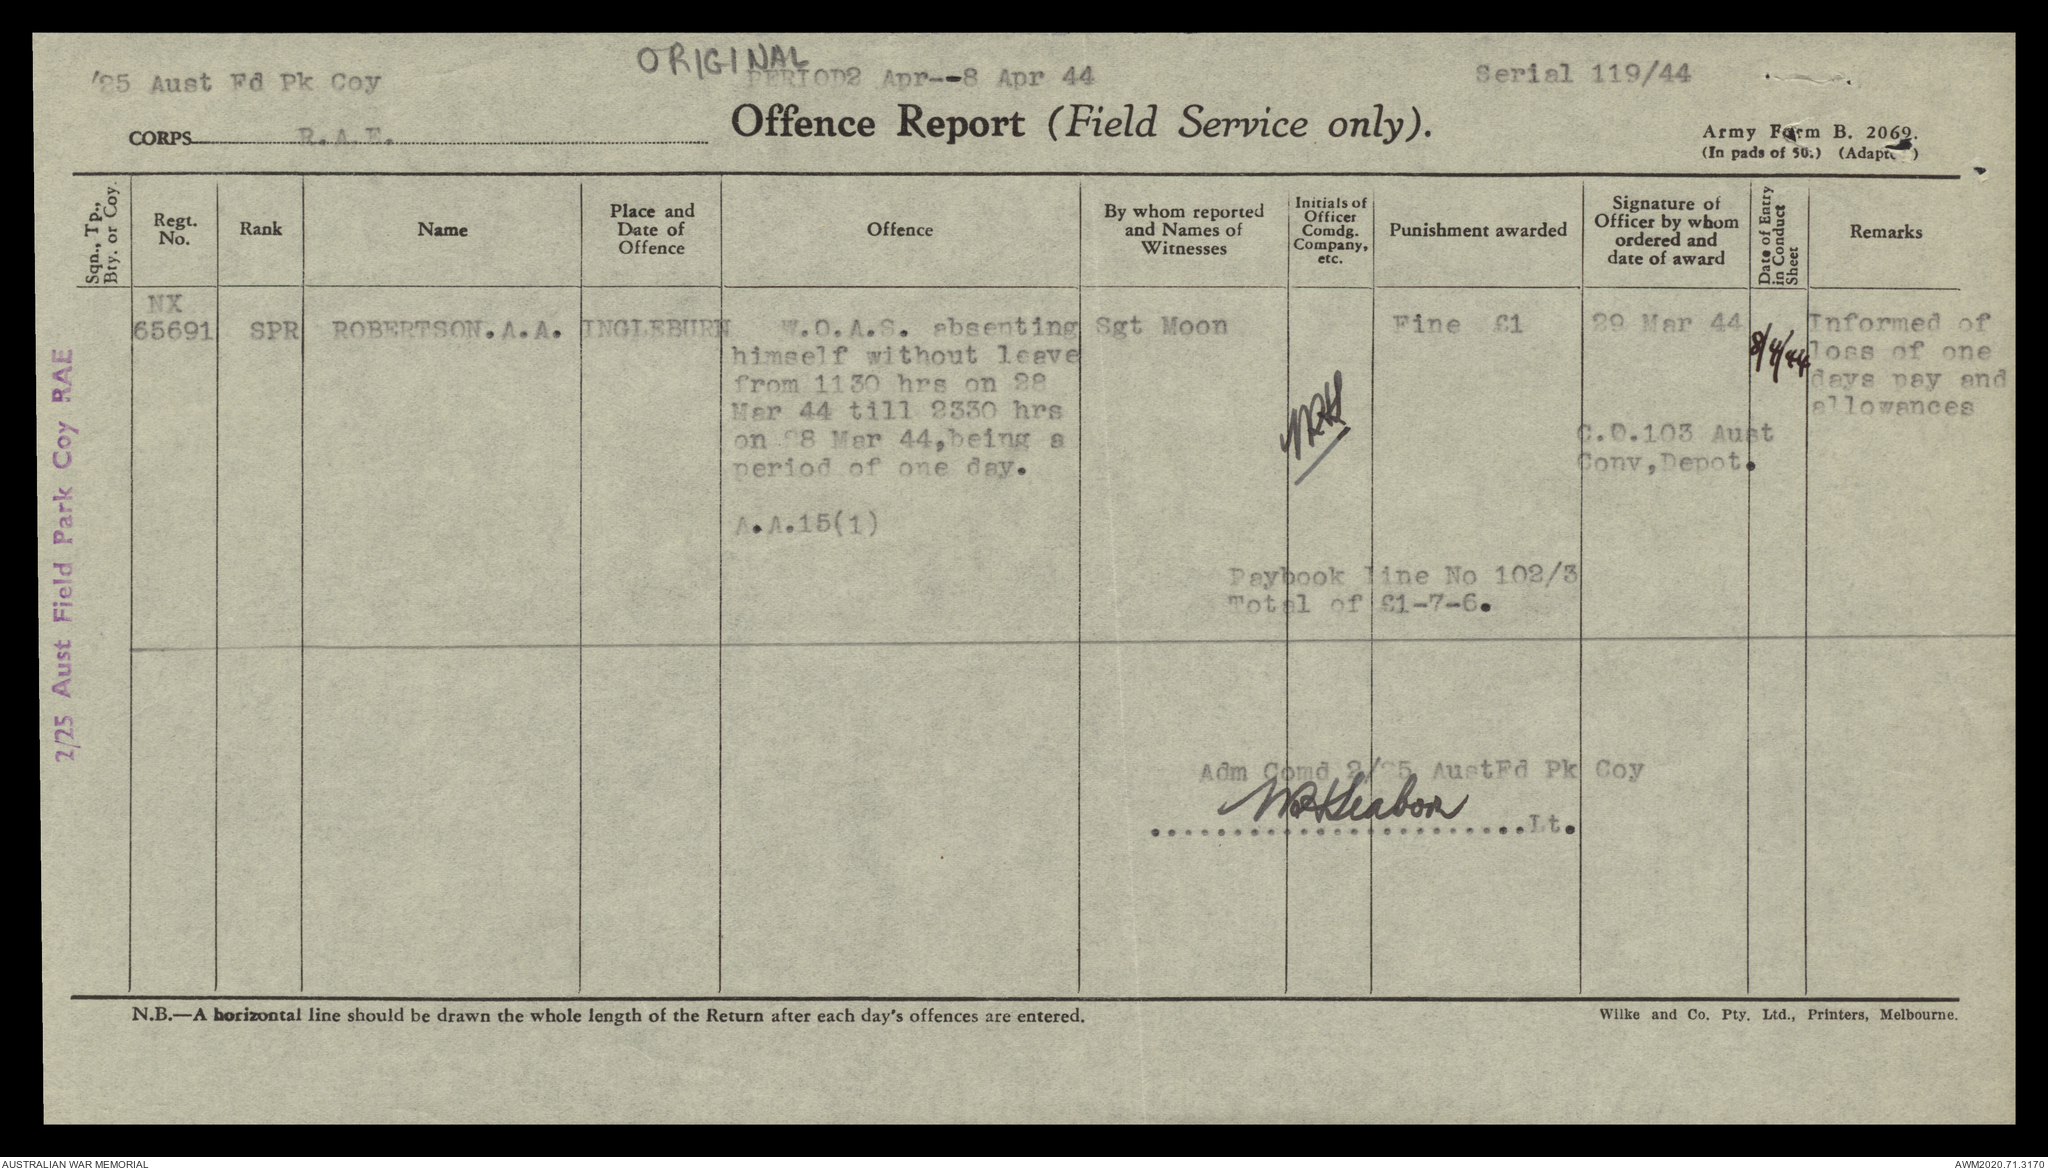 ORIGINAL
'25 Aust Fd Pk Coy
PERIOD2 Apr--8 Apr 44
Serial 119/44
CORPS R.A.E.
Offence Report (Field Service only).
Army Form B. 2069.
(In pads of 50.) (Adapted)
Sqn., Tp., Bty. or Coy.
Regt. No.
Rank
Name
Place and Date of Offence
Offence
By whom reported and Names of Witnesses
Initials of Officer Comdg. Company, etc.
Punishment awarded
Signature of Officer by whom ordered and date of award
Date of Entry in Conduct Sheet
Remarks
NX
65691
SPR
ROBERTSON.A.A.
INGLEBURN
W.O.A.S. absenting
himself without leave
from 1130 hrs on 28
Mar 44 till 2330 hrs
on 28 Mar 44,being a
period of one day.
A.A.15(1)
Sgt Moon
WRH
Fine £1
29 Mar 44
C.O.103 Aust
Conv,Depot.
8/4/44
Informed of
loss of one
days pay and
allowances
Paybook line No 102/3
Total of £1-7-6.
2/25 Aust Field Park Coy RAE
Adm Comd 2/25 AustFd Pk Coy
Lt.
N.B.—A horizontal line should be drawn the whole length of the Return after each day's offences are entered.
Wilke and Co. Pty. Ltd., Printers, Melbourne.
AUSTRALIAN WAR MEMORIAL
AWM2020.71.3170